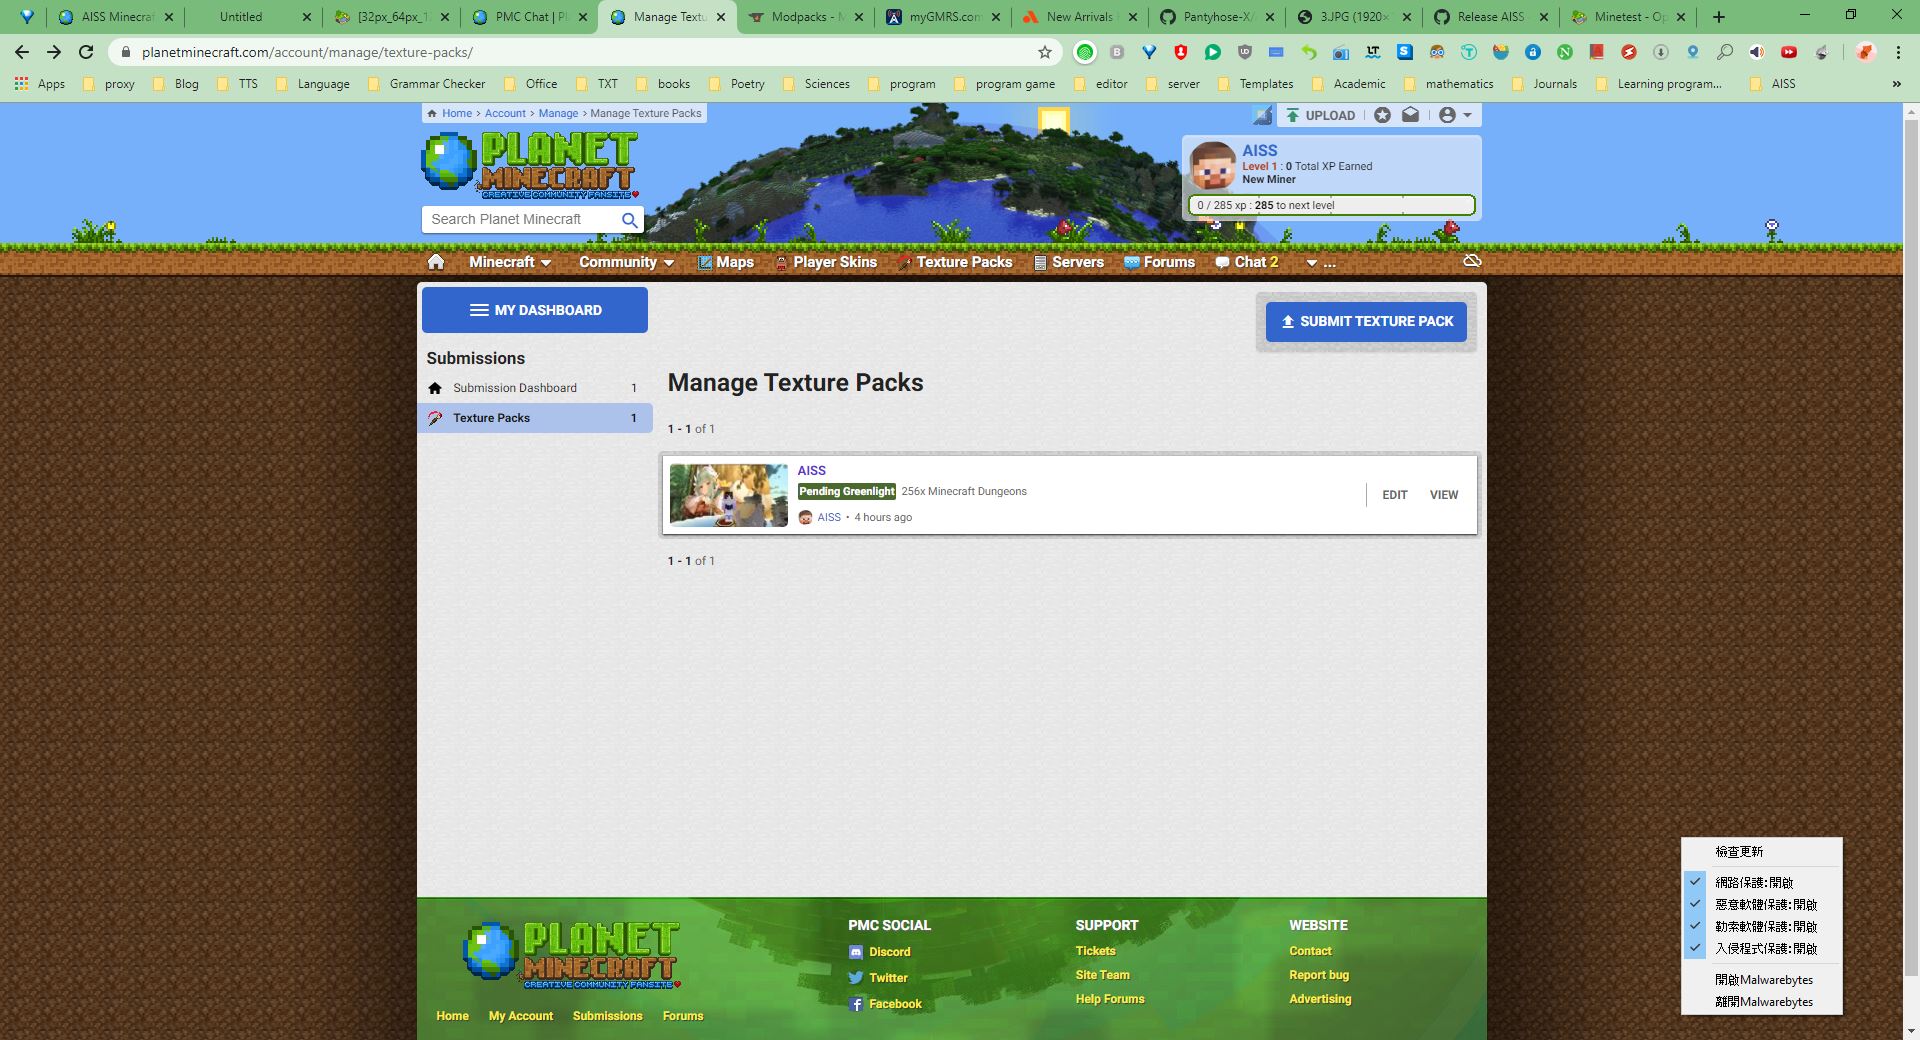 AISS Minecra
Untitled
[32px_64px_1
PMC Chat | Pl
Manage Textu
Modpacks - M
myGMRS.com
New Arrivals
Pantyhose-X/
3.JPG (1920×
Release AISS
Minetest - Op
planetminecraft.com/account/manage/texture-packs/
Apps
proxy
Blog
TTS
Language
Grammar Checker
Office
TXT
books
Poetry
Sciences
program
program game
editor
server
Templates
Academic
mathematics
Journals
Learning program...
AISS
»
Home > Account > Manage > Manage Texture Packs
UPLOAD
PLANET
MINECRAFT
CREATIVE COMMUNITY FANSITE
AISS
Level 1 : 0 Total XP Earned
New Miner
0 / 285 xp : 285 to next level
Search Planet Minecraft
Minecraft
Community
Maps
Player Skins
Texture Packs
Servers
Forums
Chat 2
...
MY DASHBOARD
SUBMIT TEXTURE PACK
Submissions
Submission Dashboard 1
Texture Packs 1
Manage Texture Packs
1 - 1 of 1
AISS
Pending Greenlight 256x Minecraft Dungeons
AISS • 4 hours ago
EDIT
VIEW
1 - 1 of 1
PLANET
MINECRAFT
CREATIVE COMMUNITY FANSITE
Home
My Account
Submissions
Forums
PMC SOCIAL
Discord
Twitter
Facebook
SUPPORT
Tickets
Site Team
Help Forums
WEBSITE
Contact
Report bug
Advertising
檢查更新
網路保護:開啟
惡意軟體保護:開啟
勒索軟體保護:開啟
入侵程式保護:開啟
開啟Malwarebytes
離開Malwarebytes